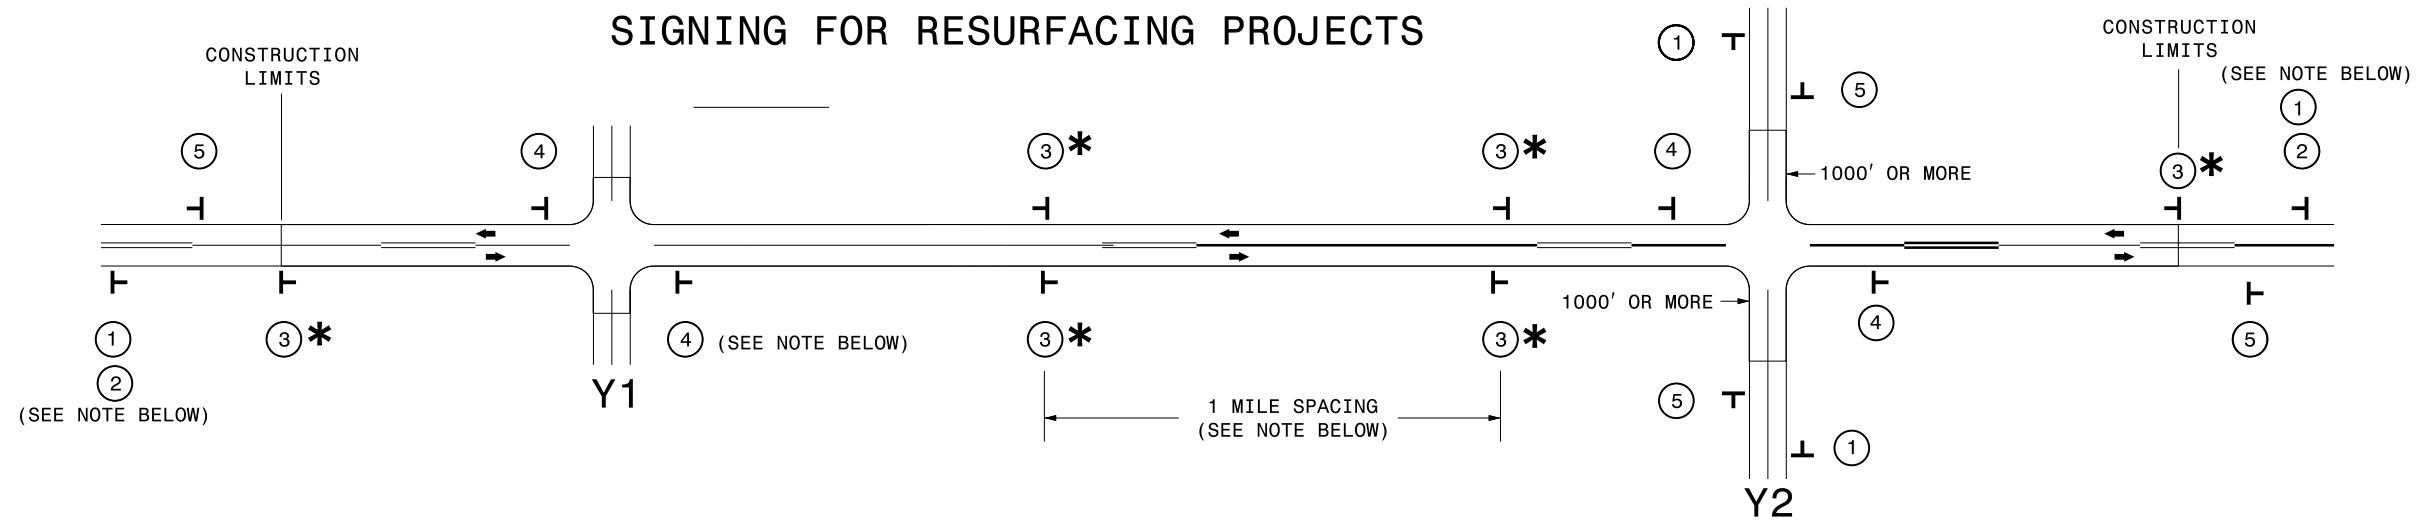 SIGNING FOR RESURFACING PROJECTS
CONSTRUCTION
LIMITS
CONSTRUCTION
LIMITS
(SEE NOTE BELOW)
1
5
1
5
4
3*
3*
4
3*
2
1000' OR MORE
1000' OR MORE
1
2
(SEE NOTE BELOW)
3*
4 (SEE NOTE BELOW)
3*
3*
4
5
Y1
1 MILE SPACING
(SEE NOTE BELOW)
5
1
Y2